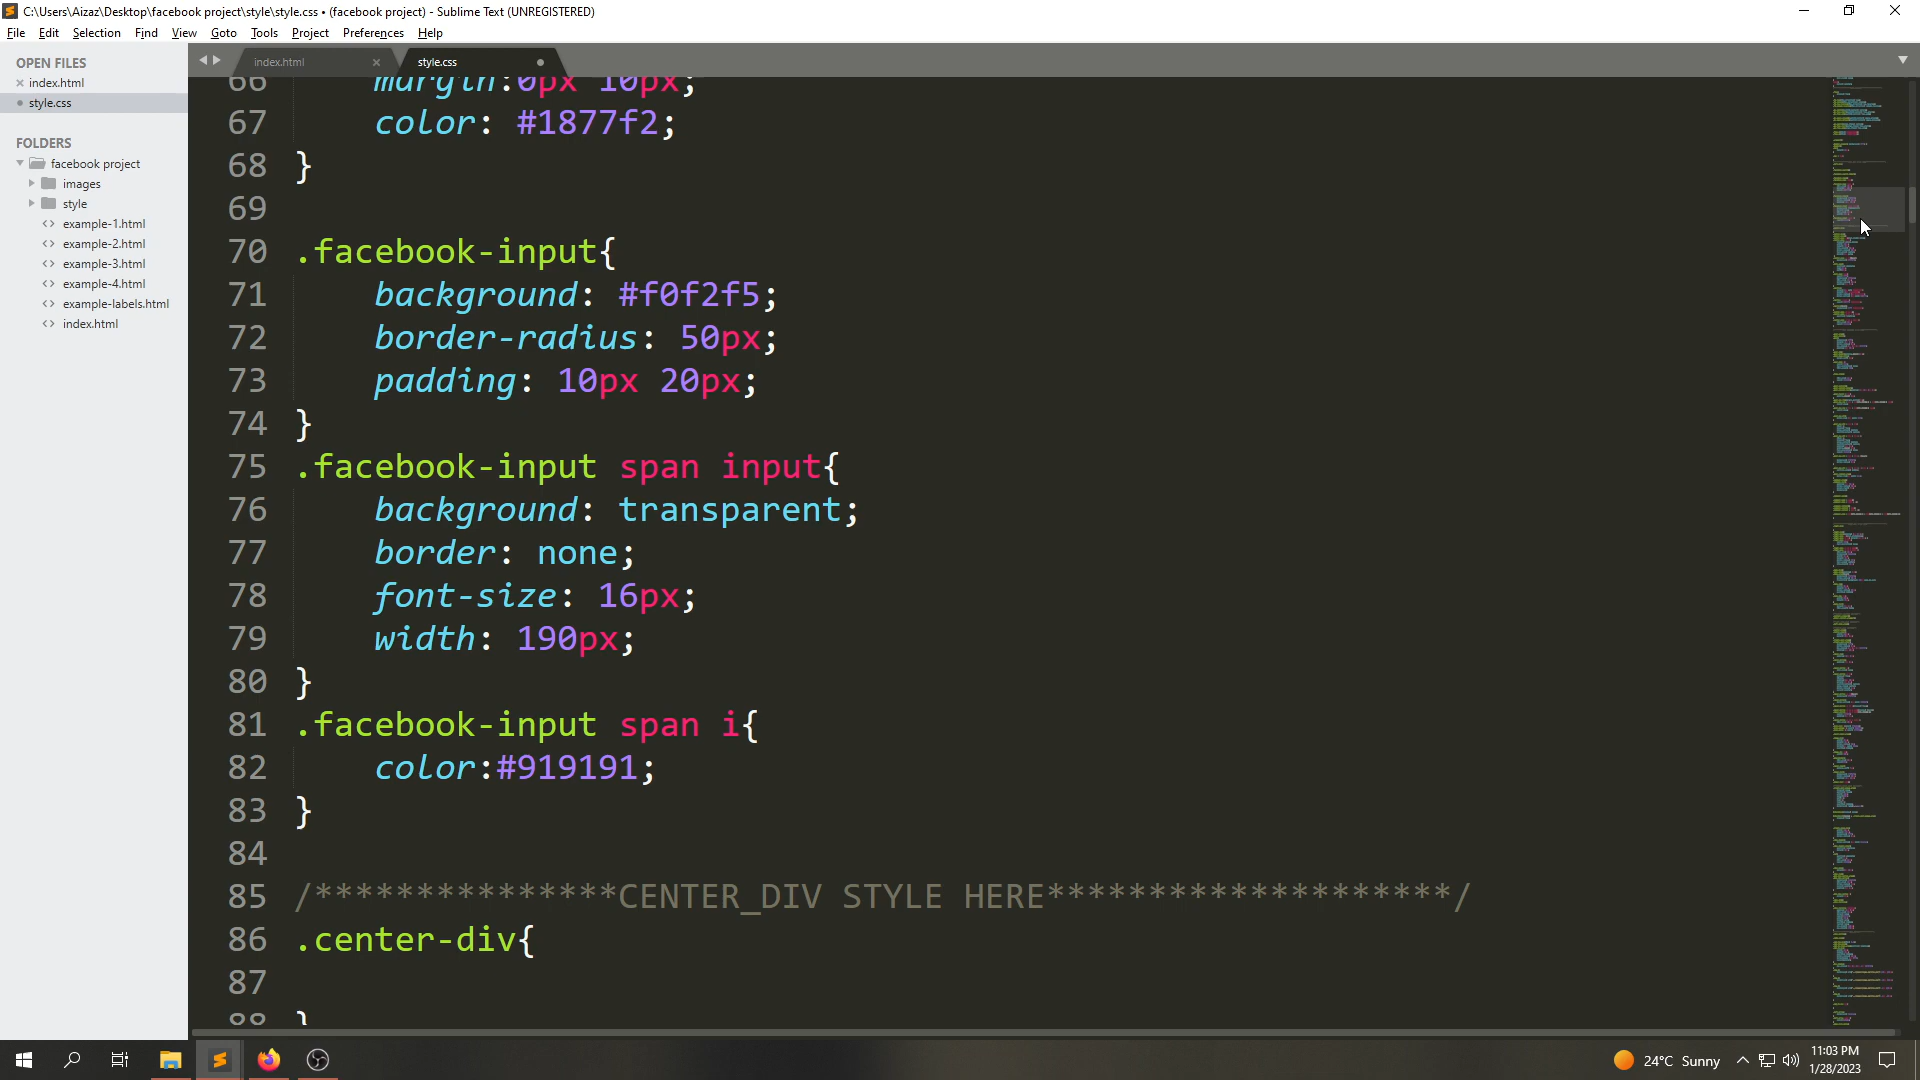 C:\Users\Aizaz\Desktop\facebook project\style\style.css • (facebook project) - Sublime Text (UNREGISTERED)
File Edit Selection Find View Goto Tools Project Preferences Help
OPEN FILES
index.html
style.css
FOLDERS
facebook project
images
style
example-1.html
example-2.html
example-3.html
example-4.html
example-labels.html
index.html
index.html style.css
66 margin:0px 10px;
67 color: #1877f2;
68 }
69
70 .facebook-input{
71 background: #f0f2f5;
72 border-radius: 50px;
73 padding: 10px 20px;
74 }
75 .facebook-input span input{
76 background: transparent;
77 border: none;
78 font-size: 16px;
79 width: 190px;
80 }
81 .facebook-input span i{
82 color:#919191;
83 }
84
85 /***************CENTER_DIV STYLE HERE********************/
86 .center-div{
87
88 }
24°C Sunny
11:03 PM
1/28/2023